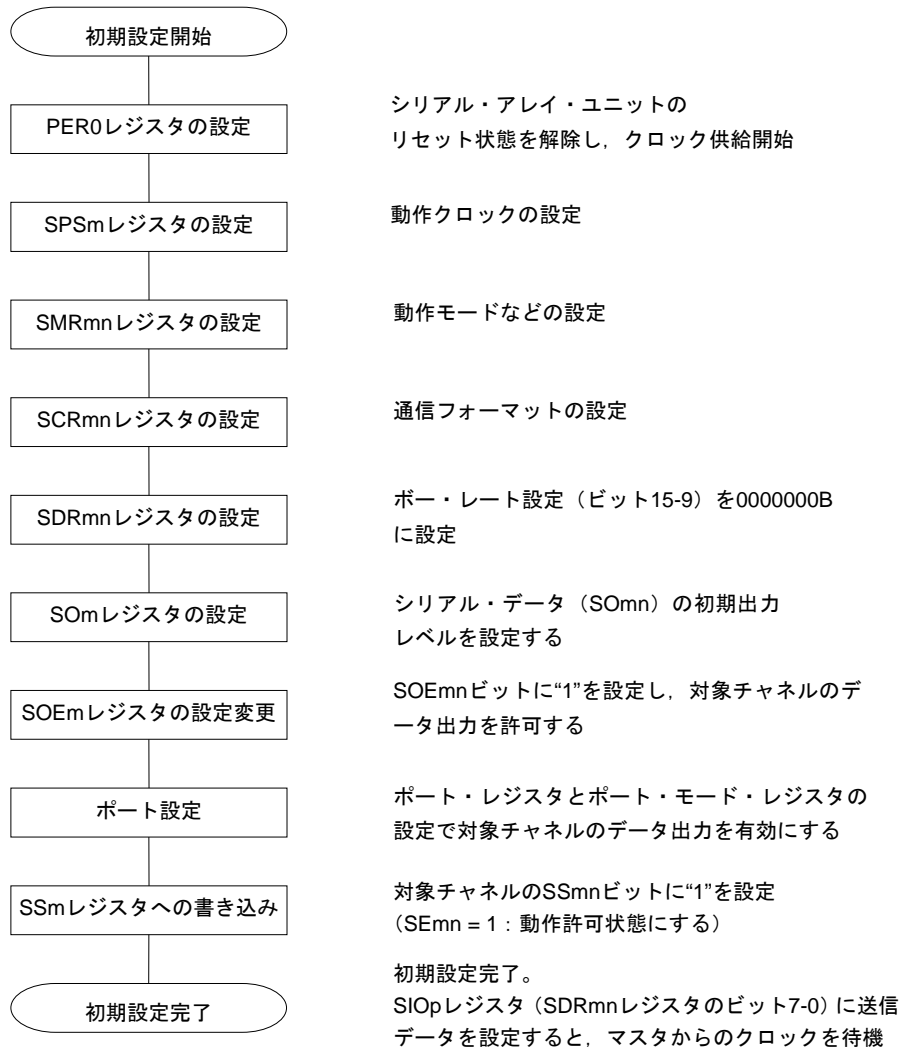 初期設定開始
PER0レジスタの設定
シリアル・アレイ・ユニットの
リセット状態を解除し，クロック供給開始
SPSmレジスタの設定
動作クロックの設定
SMRmnレジスタの設定
動作モードなどの設定
SCRmnレジスタの設定
通信フォーマットの設定
SDRmnレジスタの設定
ボー・レート設定（ビット15-9）を0000000B
に設定
SOmレジスタの設定
シリアル・データ（SOmn）の初期出力
レベルを設定する
SOEmレジスタの設定変更
SOEmnビットに“1”を設定し，対象チャネルのデ
ータ出力を許可する
ポート設定
ポート・レジスタとポート・モード・レジスタの
設定で対象チャネルのデータ出力を有効にする
SSmレジスタへの書き込み
対象チャネルのSSmnビットに“1”を設定
（SEmn = 1：動作許可状態にする）
初期設定完了
初期設定完了。
SIOpレジスタ（SDRmnレジスタのビット7-0）に送信
データを設定すると，マスタからのクロックを待機